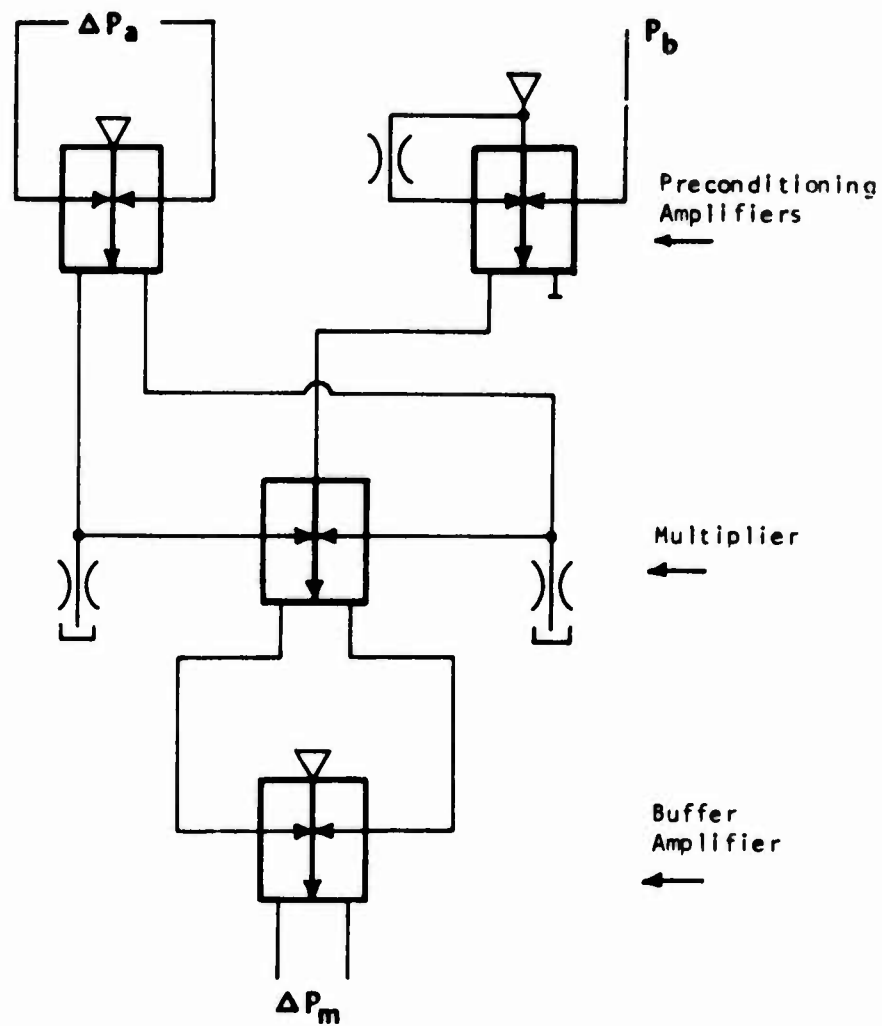 ΔPa
Pb
Preconditioning
Amplifiers
Multiplier
Buffer
Amplifier
ΔPm